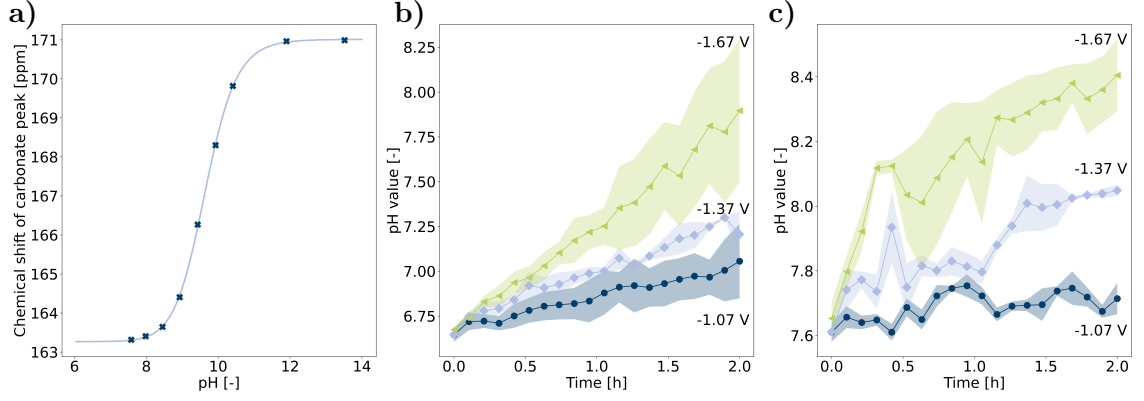 a)
Chemical shift of carbonate peak [ppm]
171
170
169
168
167
166
165
164
163
6
8
10
12
14
pH [-]
b)
pH value [-]
8.25
8.00
7.75
7.50
7.25
7.00
6.75
-1.67 V
-1.37 V
-1.07 V
0.0
0.5
1.0
1.5
2.0
Time [h]
c)
pH value [-]
8.4
8.2
8.0
7.8
7.6
-1.67 V
-1.37 V
-1.07 V
0.0
0.5
1.0
1.5
2.0
Time [h]